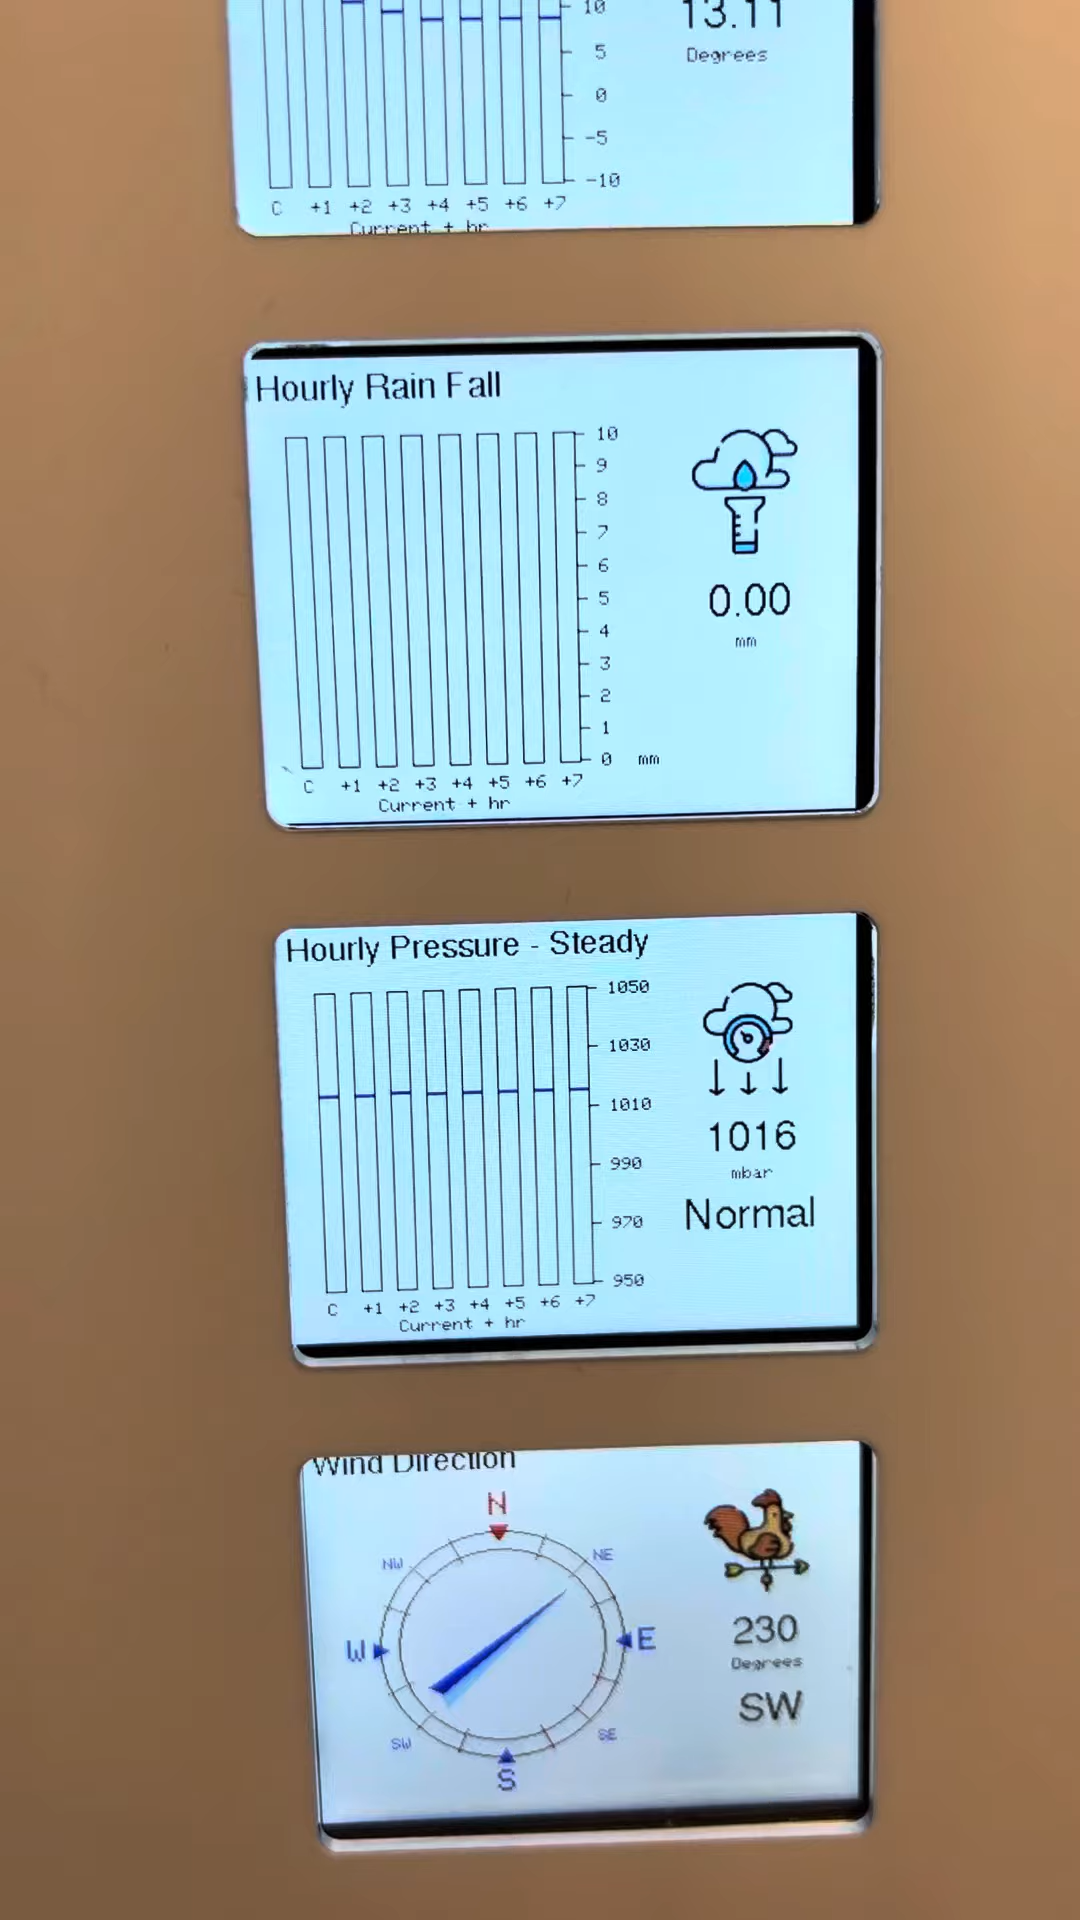 10
5
0
-5
-10
13.11
Degrees
C +1 +2 +3 +4 +5 +6 +7
Current + hr
Hourly Rain Fall
10
9
8
7
6
5
4
3
2
1
0 mm
0.00
mm
C +1 +2 +3 +4 +5 +6 +7
Current + hr
Hourly Pressure - Steady
1050
1030
1010
990
970
950
1016
mbar
Normal
C +1 +2 +3 +4 +5 +6 +7
Current + hr
Wind Direction
N
NW NE
W E
SW SE
S
230
Degrees
SW